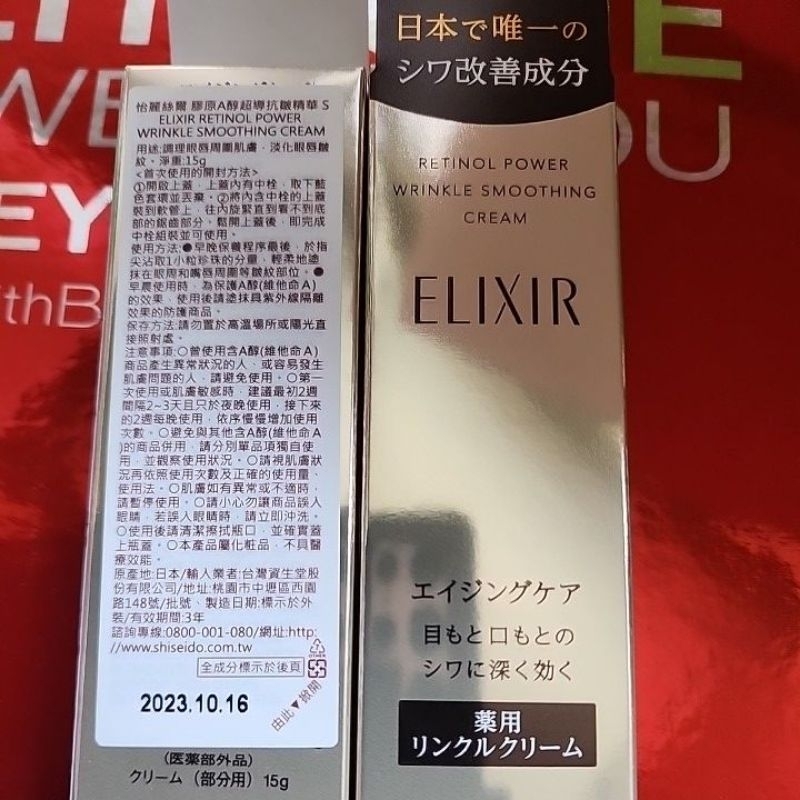 怡麗絲爾 膠原A醇超導抗皺精華 S
ELIXIR RETINOL POWER
WRINKLE SMOOTHING CREAM
用途:調理眼唇周圍肌膚，淡化眼唇皺
紋。淨重:15g
<首次使用的開封方法>
①開啟上蓋，上蓋內有中栓，取下藍
色套環並丟棄。②將內含中栓的上蓋
裝到軟管上，往內旋緊直到看不到底
部的鋸齒部分。鬆開上蓋後，即完成
中栓組裝並可使用。
使用方法:●早晚保養程序最後，於指
尖沾取1小粒珍珠的分量，輕柔地塗
抹在眼周和嘴唇周圍等皺紋部位。●
早晨使用時，為保護A醇(維他命A)
的效果，使用後請塗抹具紫外線隔離
效果的防護商品。
保存方法:請勿置於高溫場所或陽光直
接照射處。
注意事項:○曾使用含A醇(維他命A)
商品產生異常狀況的人、或容易發生
肌膚問題的人，請避免使用。○第一
次使用或肌膚敏感時，建議最初2週
間隔2~3天且只於夜晚使用，接下來
的2週每晚使用，依序慢慢增加使用
次數。○避免與其他含A醇(維他命A
)的商品併用，請分別單品項獨自使
用，並觀察使用狀況。○請視肌膚狀
況再依照使用次數及正確的使用量、
使用法。○肌膚如有異常或不適時，
請暫停使用。○請小心勿讓商品誤入
眼睛，若誤入眼睛時，請立即沖洗。
○使用後請清潔擦拭瓶口，並確實蓋
上瓶蓋。○本產品屬化粧品，不具醫
療效能。
原產地:日本/輸入業者:台灣資生堂股
份有限公司/地址:桃園市中壢區西園
路148號/批號、製造日期:標示於外
裝/有效期間:3年
諮詢專線:0800-001-080/網址:http:
//www.shiseido.com.tw
全成分標示於後頁
由此▼掀開
2023.10.16
(医薬部外品)
クリーム（部分用）15g
日本で唯一の
シワ改善成分
RETINOL POWER
WRINKLE SMOOTHING
CREAM
ELIXIR
エイジングケア
目もと口もとの
シワに深く効く
薬用
リンクルクリーム
WE
EY
ithB
E
OU